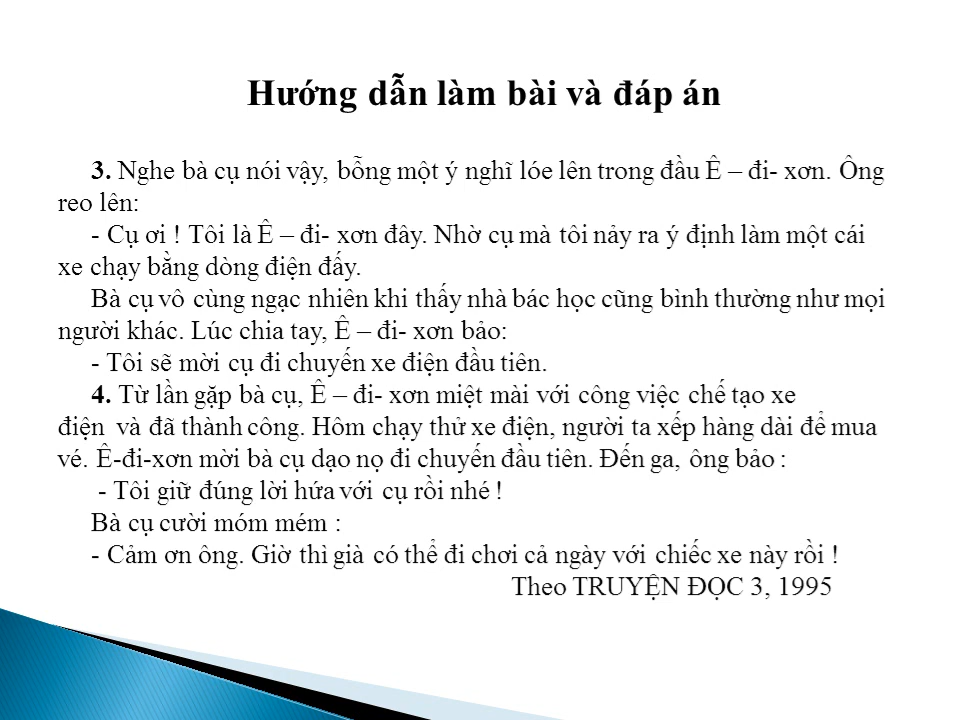 Hướng dẫn làm bài và đáp án
3. Nghe bà cụ nói vậy, bỗng một ý nghĩ lóe lên trong đầu Ê – đi- xơn. Ông
reo lên:
- Cụ ơi ! Tôi là Ê – đi- xơn đây. Nhờ cụ mà tôi nảy ra ý định làm một cái
xe chạy bằng dòng điện đấy.
Bà cụ vô cùng ngạc nhiên khi thấy nhà bác học cũng bình thường như mọi
người khác. Lúc chia tay, Ê – đi- xơn bảo:
- Tôi sẽ mời cụ đi chuyến xe điện đầu tiên.
4. Từ lần gặp bà cụ, Ê – đi- xơn miệt mài với công việc chế tạo xe
điện và đã thành công. Hôm chạy thử xe điện, người ta xếp hàng dài để mua
vé. Ê-đi-xơn mời bà cụ dạo nọ đi chuyến đầu tiên. Đến ga, ông bảo :
- Tôi giữ đúng lời hứa với cụ rồi nhé !
Bà cụ cười móm mém :
- Cảm ơn ông. Giờ thì già có thể đi chơi cả ngày với chiếc xe này rồi !
Theo TRUYỆN ĐỌC 3, 1995